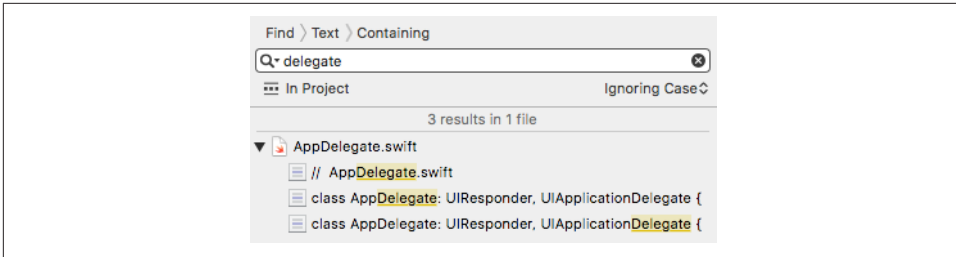 Find 〉 Text 〉 Containing
delegate
In Project Ignoring Case
3 results in 1 file
AppDelegate.swift
// AppDelegate.swift
class AppDelegate: UIResponder, UIApplicationDelegate {
class AppDelegate: UIResponder, UIApplicationDelegate {